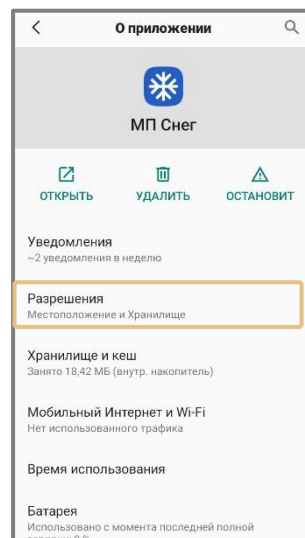 О приложении
МП Снег
ОТКРЫТЬ
УДАЛИТЬ
ОСТАНОВИТ
Уведомления
~2 уведомления в неделю
Разрешения
Местоположение и Хранилище
Хранилище и кеш
Занято 18,42 МБ (внутр. накопитель)
Мобильный Интернет и Wi-Fi
Нет использованного трафика
Время использования
Батарея
Использовано с момента последней полной